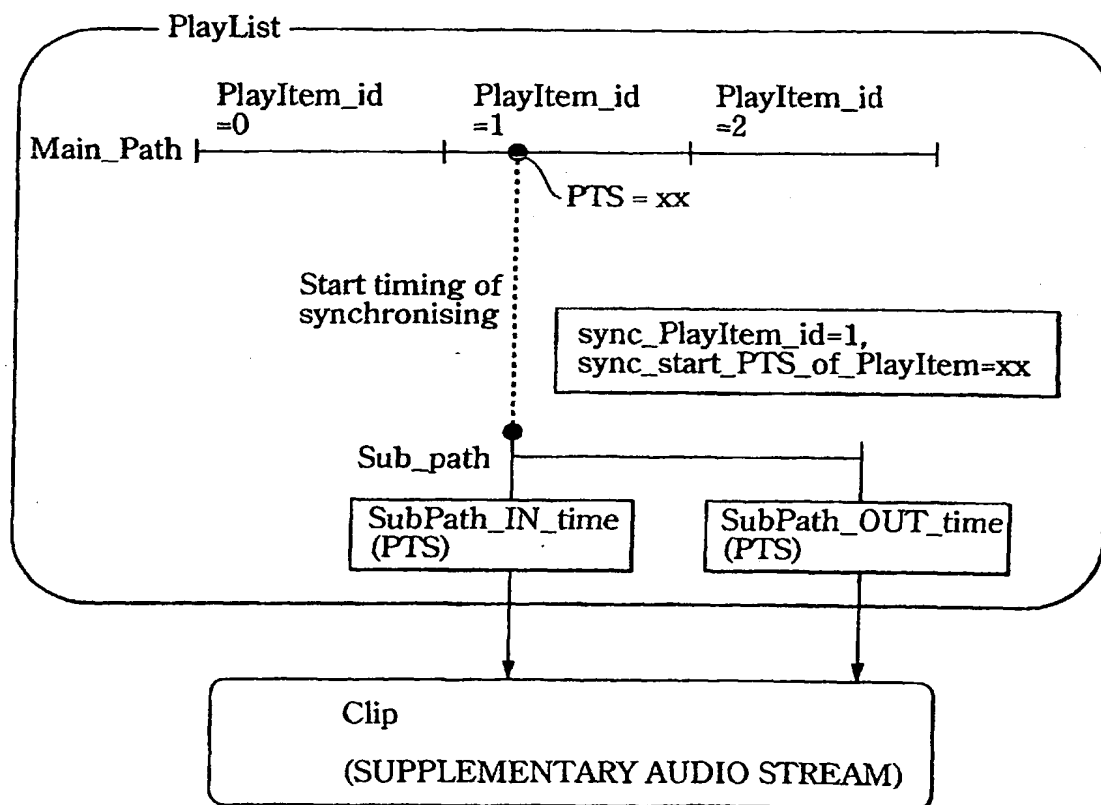 PlayList
PlayItem_id
=0
PlayItem_id
=1
PlayItem_id
=2
Main_Path
PTS = xx
Start timing of
synchronising
sync_PlayItem_id=1,
sync_start_PTS_of_PlayItem=xx
Sub_path
SubPath_IN_time
(PTS)
SubPath_OUT_time
(PTS)
Clip
(SUPPLEMENTARY AUDIO STREAM)